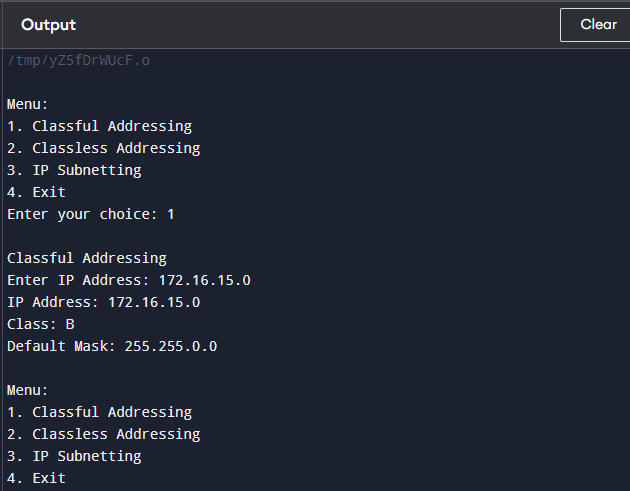 Output
Clear
/tmp/yZ5fDrWUcF.o
Menu:
1. Classful Addressing
2. Classless Addressing
3. IP Subnetting
4. Exit
Enter your choice: 1
Classful Addressing
Enter IP Address: 172.16.15.0
IP Address: 172.16.15.0
Class: B
Default Mask: 255.255.0.0
Menu:
1. Classful Addressing
2. Classless Addressing
3. IP Subnetting
4. Exit